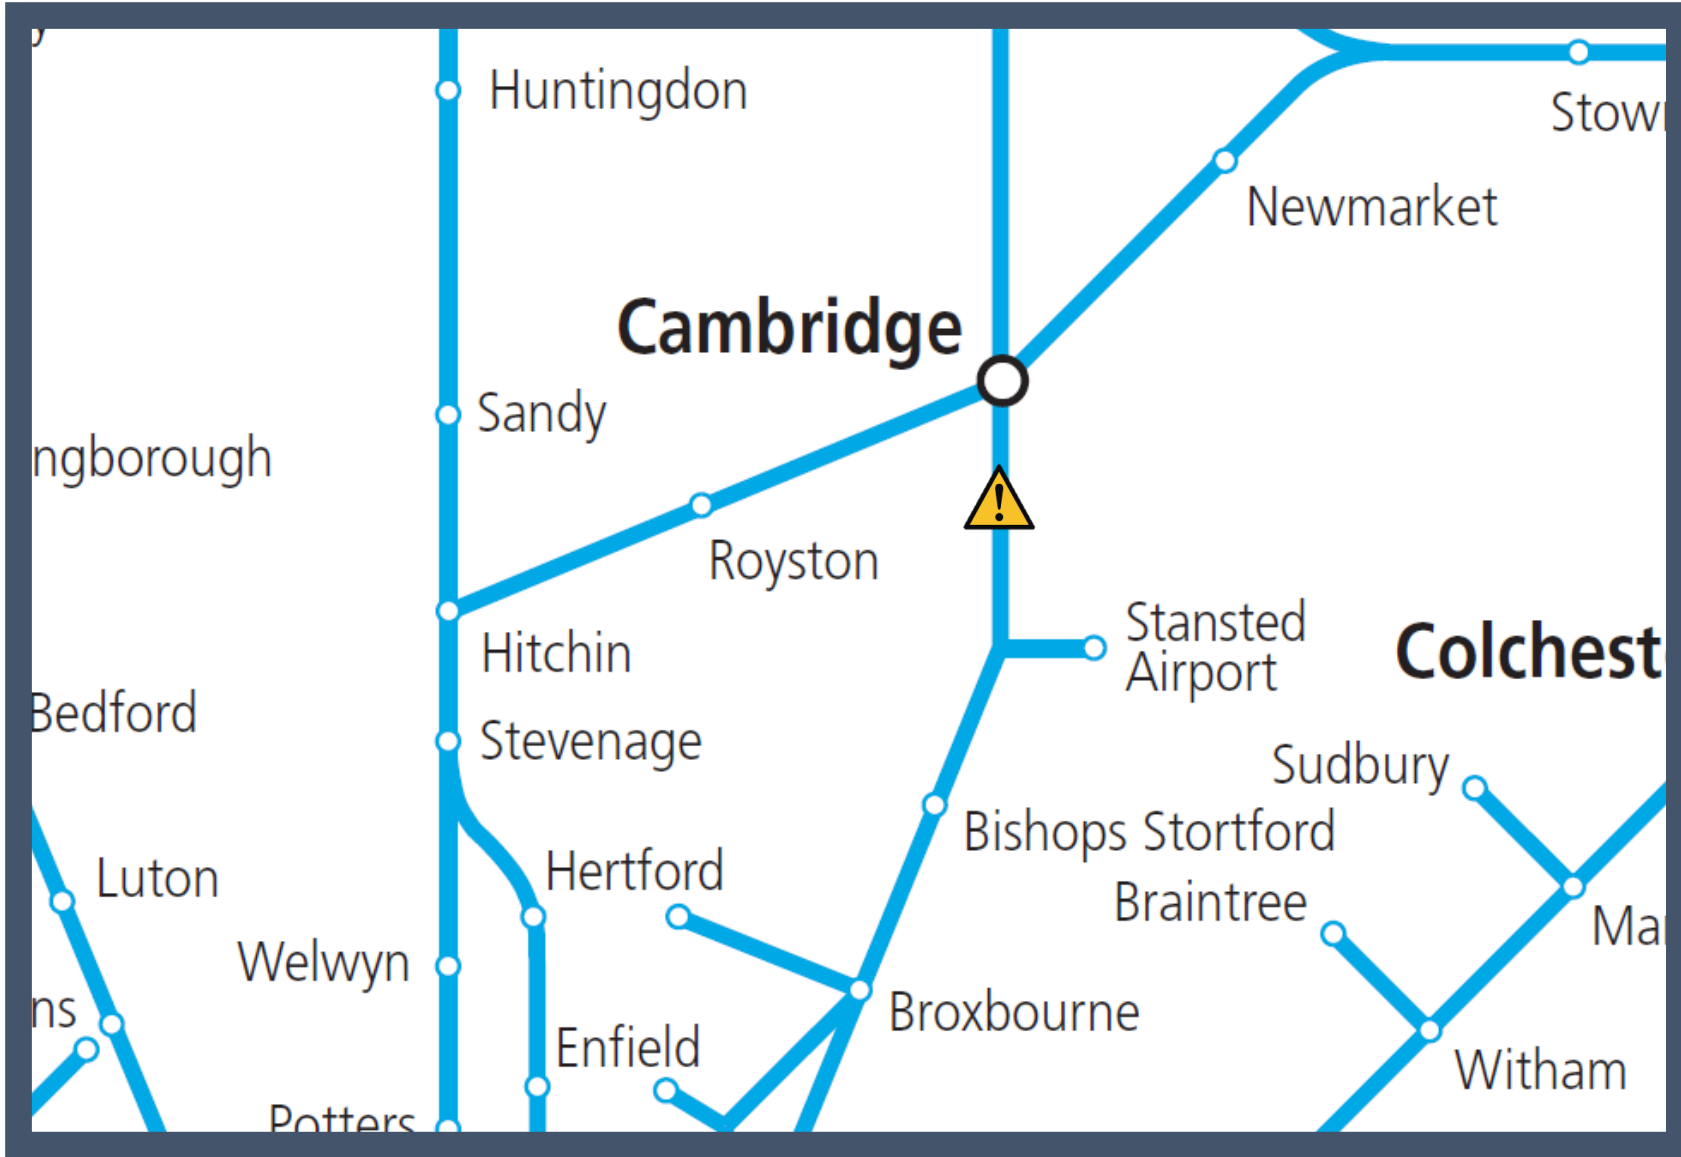 y
Huntingdon
Stow
Newmarket
Cambridge
Sandy
ngborough
!
Royston
Stansted
Airport
Hitchin
Colchest
Bedford
Stevenage
Sudbury
Bishops Stortford
Hertford
Luton
Braintree
Mar
Welwyn
ns
Broxbourne
Enfield
Witham
Potters